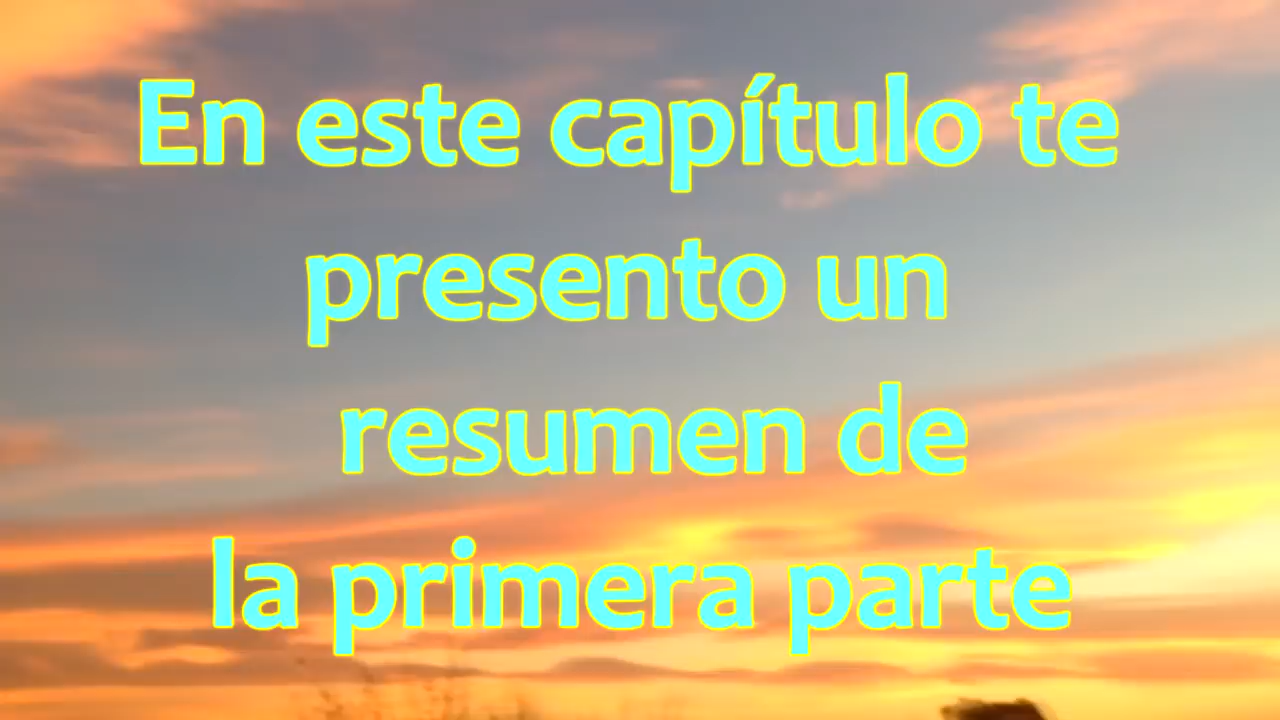 En este capítulo te
presento un
resumen de
la primera parte